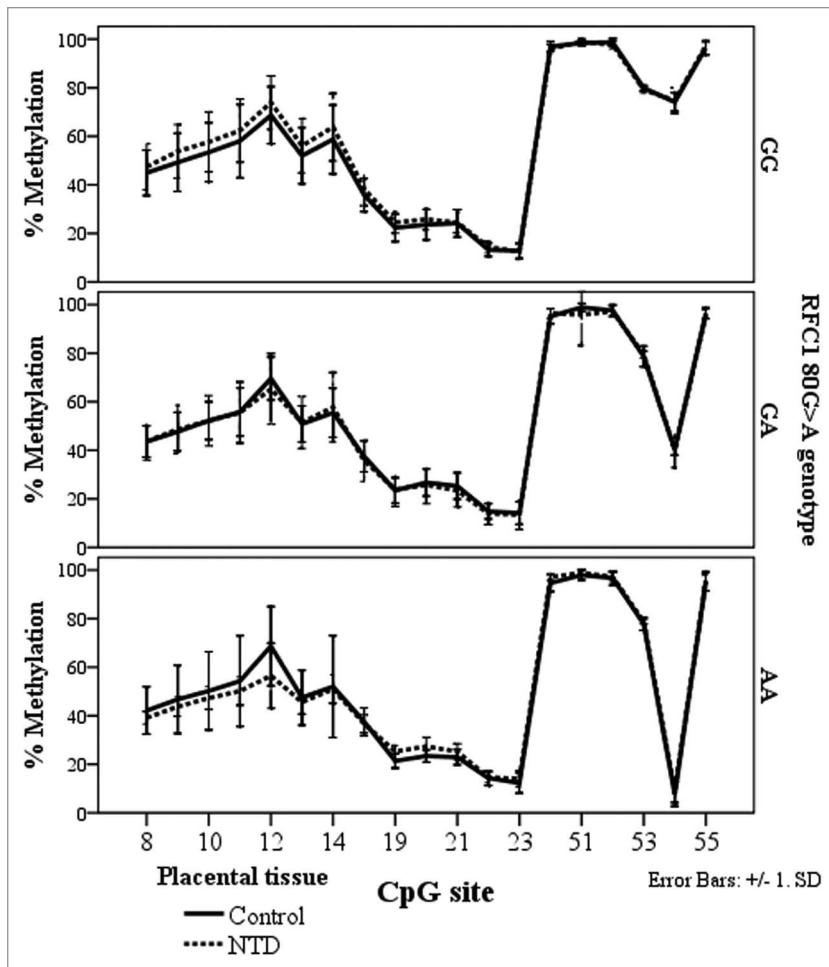 100
80
60
40
20
0
% Methylation
GG
100
80
60
40
20
0
% Methylation
GA
100
80
60
40
20
0
% Methylation
AA
RFC1 80G>A genotype
8 10 12 14 19 21 23 51 53 55
CpG site
Error Bars: +/- 1. SD
Placental tissue
Control
NTD